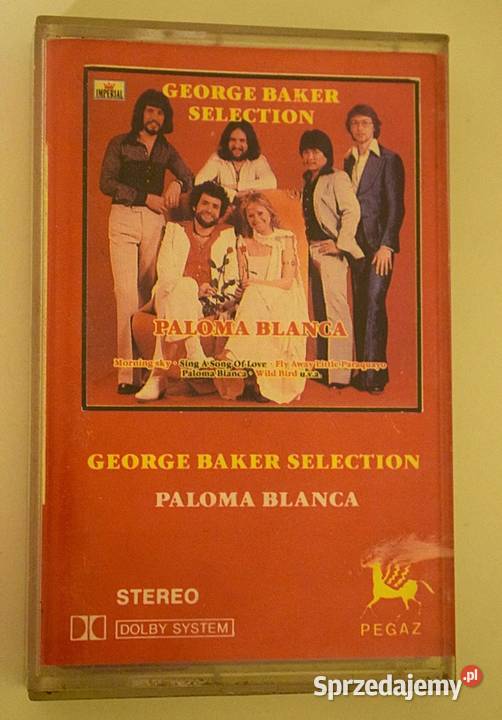 IMPERIAL
GEORGE BAKER
SELECTION
PALOMA BLANCA
Morning sky • Sing A Song Of Love • Fly Away Little Paraquayo
Paloma Blanca • Wild Bird u.v.a.
GEORGE BAKER SELECTION
PALOMA BLANCA
STEREO
DOLBY SYSTEM
PEGAZ
Sprzedajemy.pl